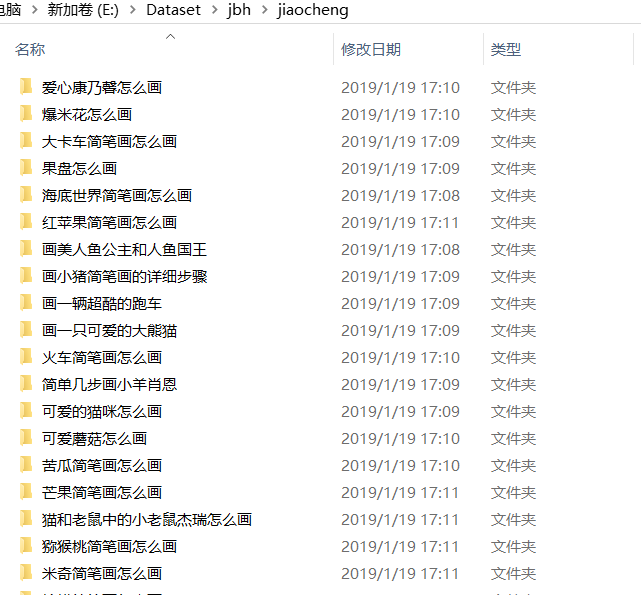 电脑 > 新加卷 (E:) > Dataset > jbh > jiaocheng
名称 修改日期 类型
爱心康乃馨怎么画 2019/1/19 17:10 文件夹
爆米花怎么画 2019/1/19 17:10 文件夹
大卡车简笔画怎么画 2019/1/19 17:09 文件夹
果盘怎么画 2019/1/19 17:09 文件夹
海底世界简笔画怎么画 2019/1/19 17:08 文件夹
红苹果简笔画怎么画 2019/1/19 17:11 文件夹
画美人鱼公主和人鱼国王 2019/1/19 17:08 文件夹
画小猪简笔画的详细步骤 2019/1/19 17:09 文件夹
画一辆超酷的跑车 2019/1/19 17:09 文件夹
画一只可爱的大熊猫 2019/1/19 17:09 文件夹
火车简笔画怎么画 2019/1/19 17:10 文件夹
简单几步画小羊肖恩 2019/1/19 17:09 文件夹
可爱的猫咪怎么画 2019/1/19 17:09 文件夹
可爱蘑菇怎么画 2019/1/19 17:10 文件夹
苦瓜简笔画怎么画 2019/1/19 17:10 文件夹
芒果简笔画怎么画 2019/1/19 17:11 文件夹
猫和老鼠中的小老鼠杰瑞怎么画 2019/1/19 17:11 文件夹
猕猴桃简笔画怎么画 2019/1/19 17:11 文件夹
米奇简笔画怎么画 2019/1/19 17:11 文件夹